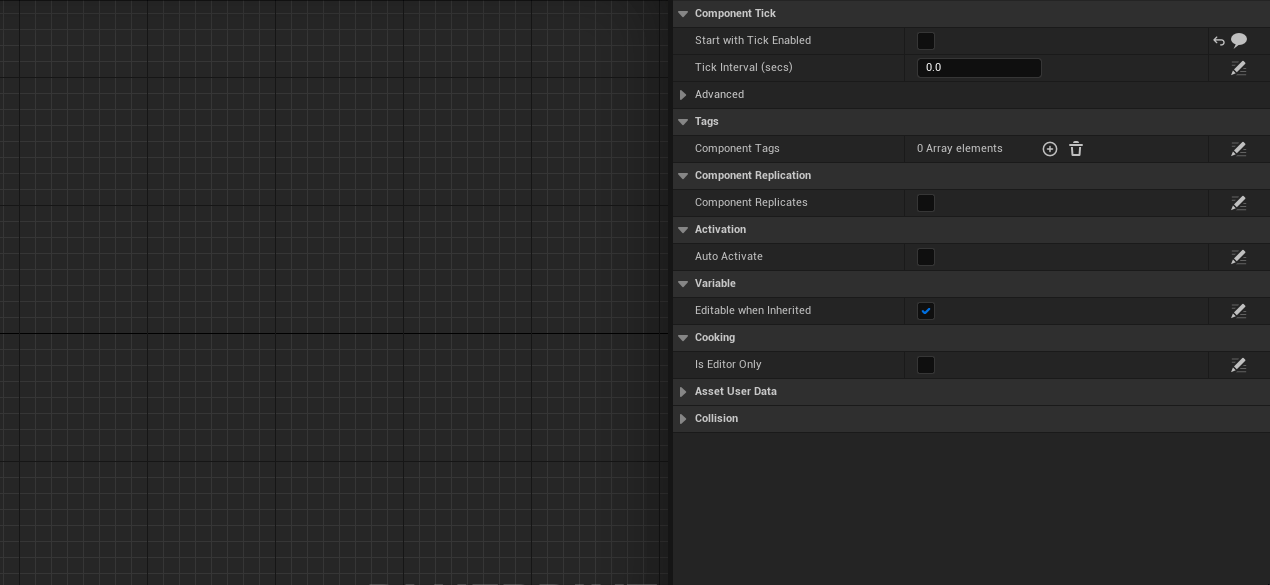 Component Tick
Start with Tick Enabled
Tick Interval (secs) 0.0
Advanced
Tags
Component Tags 0 Array elements
Component Replication
Component Replicates
Activation
Auto Activate
Variable
Editable when Inherited
Cooking
Is Editor Only
Asset User Data
Collision